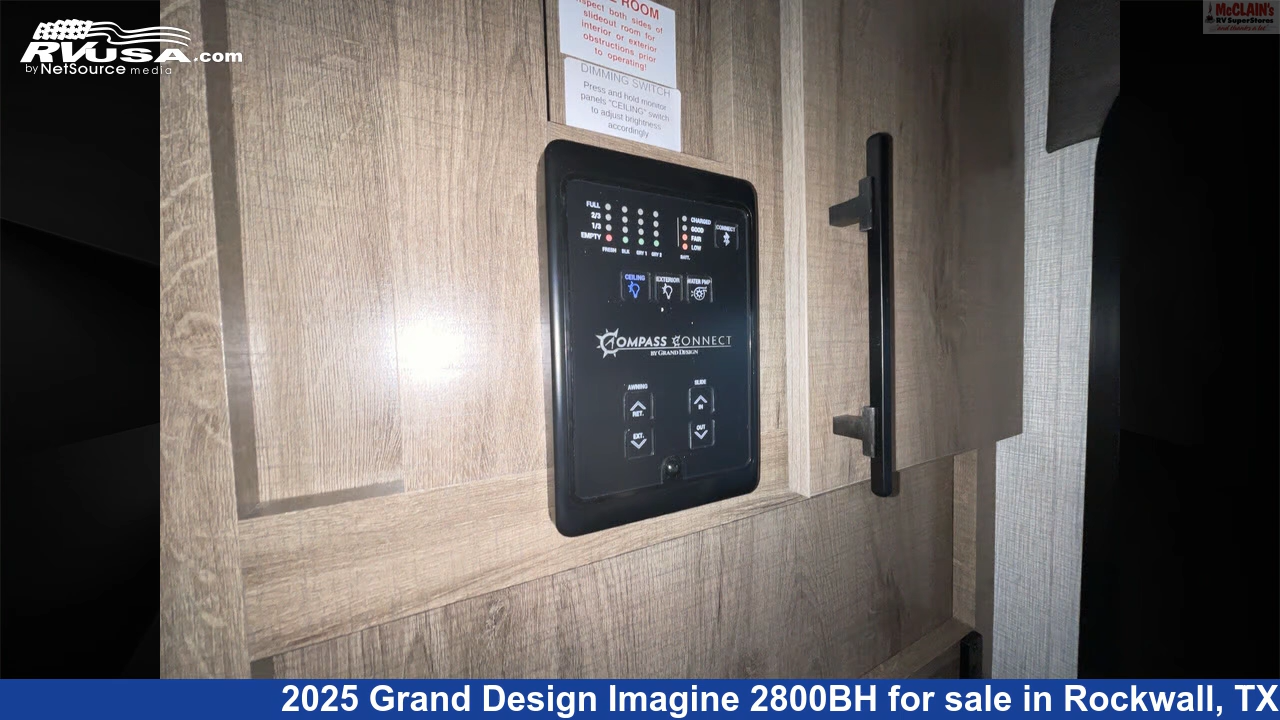 RVUSA.com
by NetSource media
McCLAIN's
RV SuperStores
ROOM
nspect both sides of
slideout room for
interior or exterior
obstructions prior
to operating!
DIMMING SWITCH
Press and hold monitor
panels "CEILING" switch
to adjust brightness
accordingly
FULL
2/3
1/3
EMPTY
FRESH BLK GRY 1 GRY 2
CHARGED
GOOD
FAIR
LOW
BATT.
CONNECT
CEILING EXTERIOR WATER PMP
COMPASS CONNECT
BY GRAND DESIGN
AWNING SLIDE
RET. IN
EXT. OUT
2025 Grand Design Imagine 2800BH for sale in Rockwall, TX